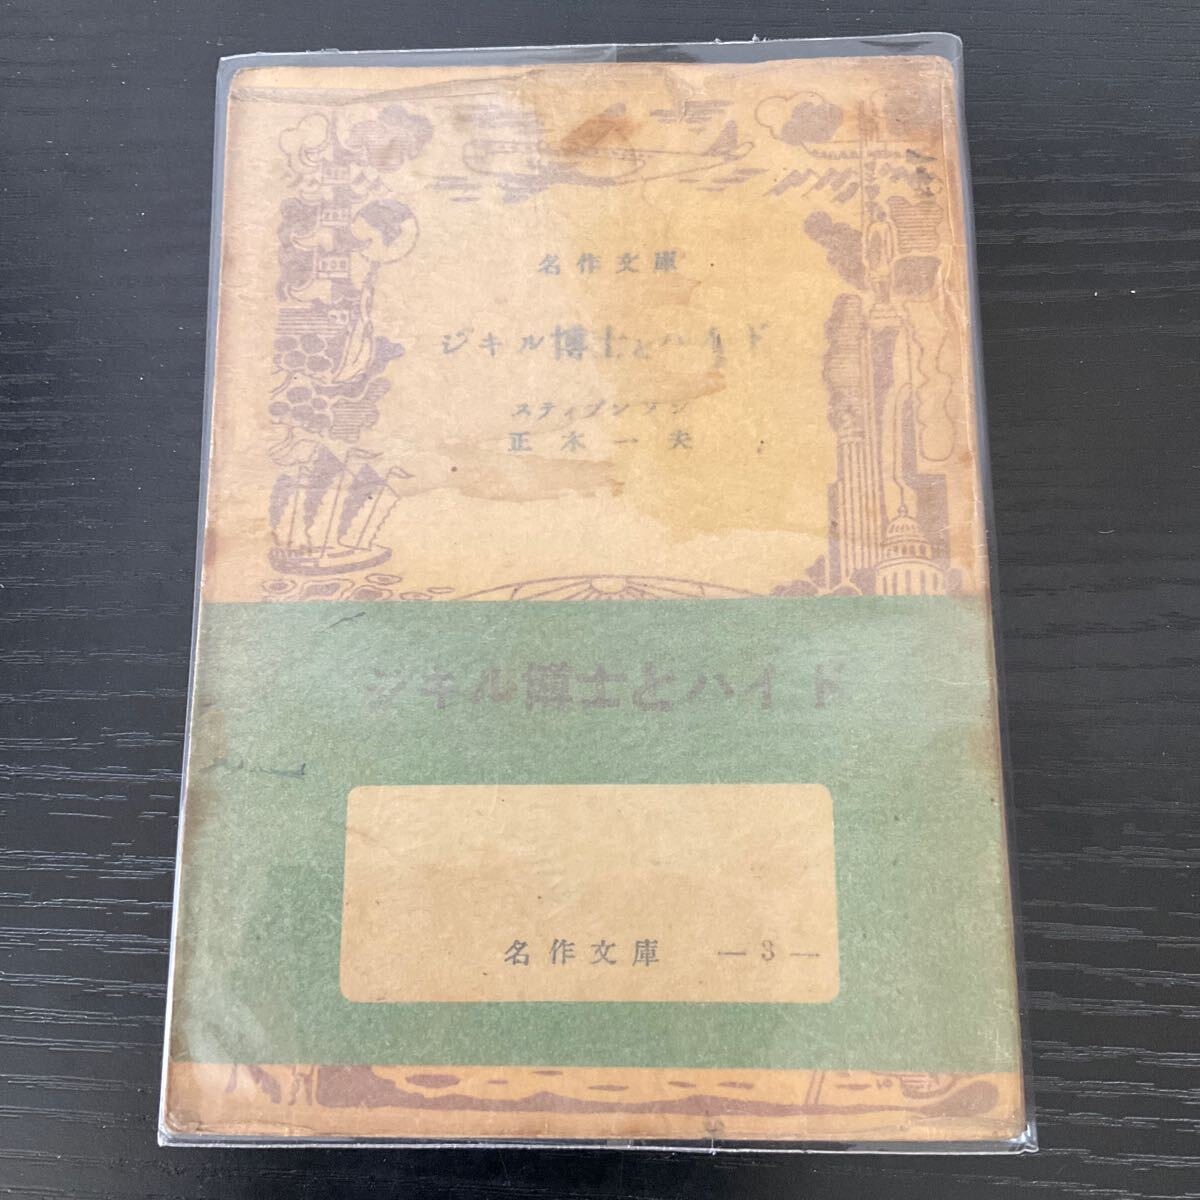 名作文庫
ジキル博士とハイド
スティブンソン
正木一夫
ジキル博士とハイド
名作文庫 —3—